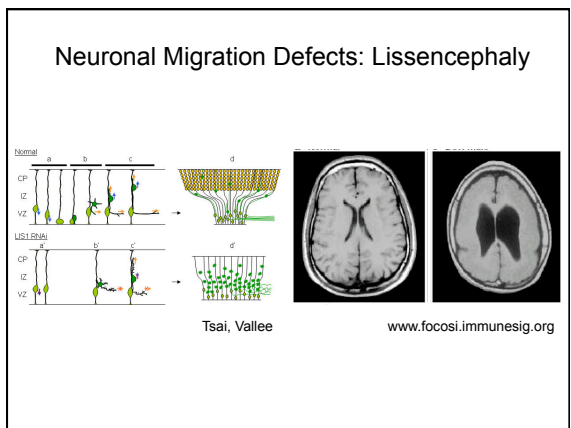 Neuronal Migration Defects: Lissencephaly
Normal
a b c d
CP
IZ
VZ
LIS1 RNAi
a' b' c' d'
CP
IZ
VZ
Tsai, Vallee
www.focosi.immunesig.org